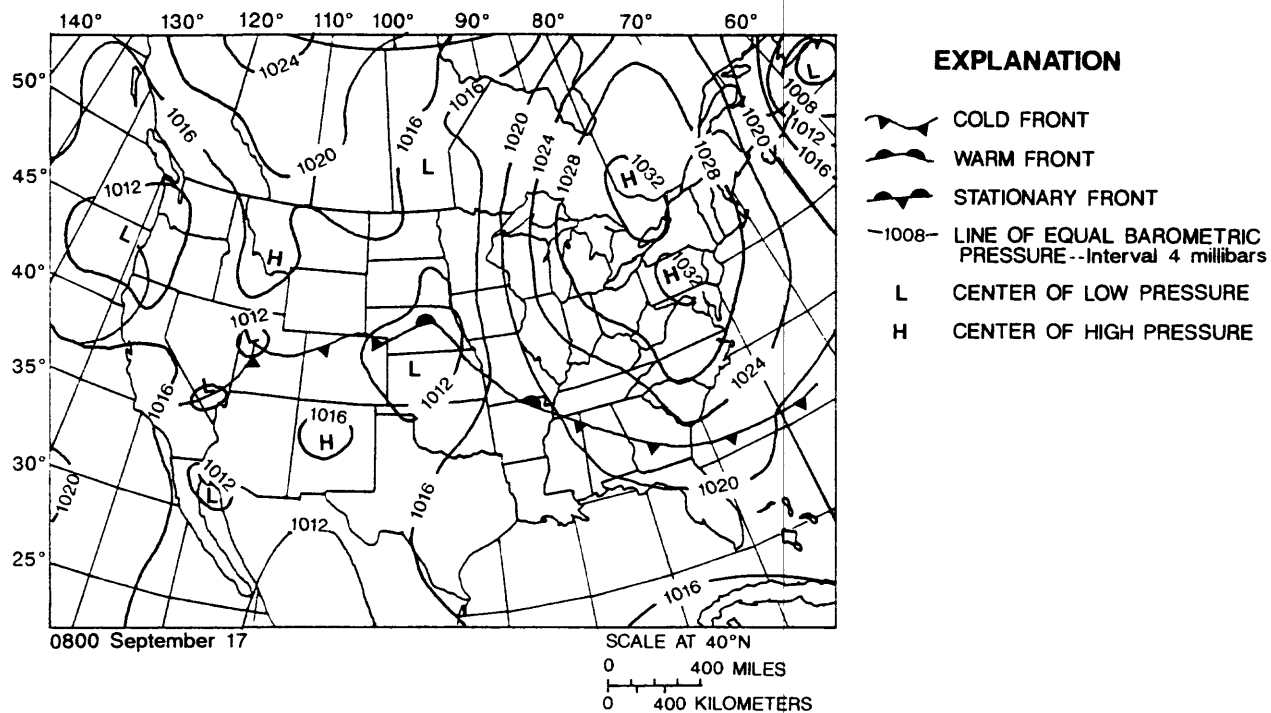 140° 130° 120° 110° 100° 90° 80° 70° 60°
50°
45°
40°
35°
30°
25°
1024
1016
1016
1016
1020
1020
1024
1028
1032
H
1028
1020
L
1008
1012
1016
L
1012
L
H
H
1032
1012
L
L
1012
1016
L
1016
H
1024
1012
L
1020
1016
1020
1012
1016
0800 September 17
SCALE AT 40°N
0 400 MILES
0 400 KILOMETERS
EXPLANATION
COLD FRONT
WARM FRONT
STATIONARY FRONT
1008 LINE OF EQUAL BAROMETRIC
PRESSURE--Interval 4 millibars
L CENTER OF LOW PRESSURE
H CENTER OF HIGH PRESSURE